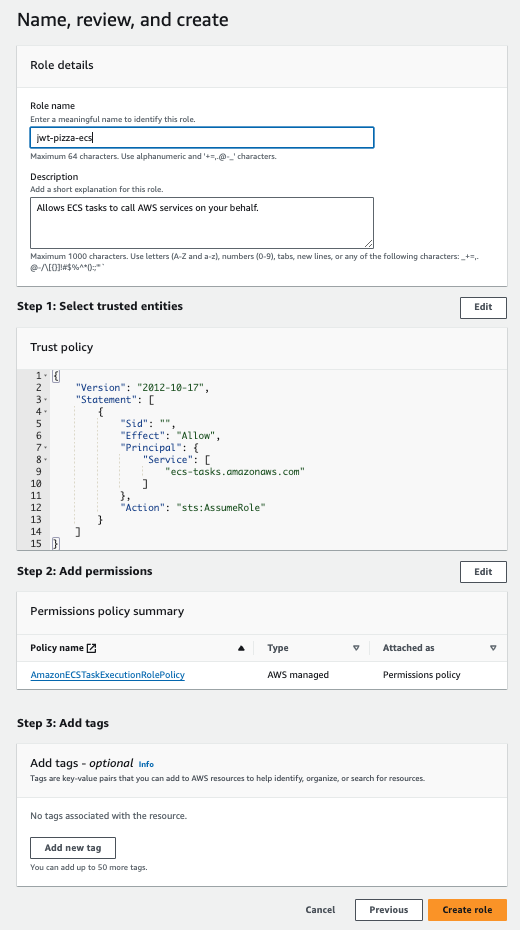 Name, review, and create
Role details
Role name
Enter a meaningful name to identify this role.
jwt-pizza-ecs
Maximum 64 characters. Use alphanumeric and '+=,.@-_' characters.
Description
Add a short explanation for this role.
Allows ECS tasks to call AWS services on your behalf.
Maximum 1000 characters. Use letters (A-Z and a-z), numbers (0-9), tabs, new lines, or any of the following characters: _+=,.
@-/\[{}]!#$%^*();:"'`
Step 1: Select trusted entities
Edit
Trust policy
1 {
2 "Version": "2012-10-17",
3 "Statement": [
4 {
5 "Sid": "",
6 "Effect": "Allow",
7 "Principal": {
8 "Service": [
9 "ecs-tasks.amazonaws.com"
10 ]
11 },
12 "Action": "sts:AssumeRole"
13 }
14 ]
15 }
Step 2: Add permissions
Edit
Permissions policy summary
Policy name Type Attached as
AmazonECSTaskExecutionRolePolicy AWS managed Permissions policy
Step 3: Add tags
Add tags - optional Info
Tags are key-value pairs that you can add to AWS resources to help identify, organize, or search for resources.
No tags associated with the resource.
Add new tag
You can add up to 50 more tags.
Cancel Previous Create role